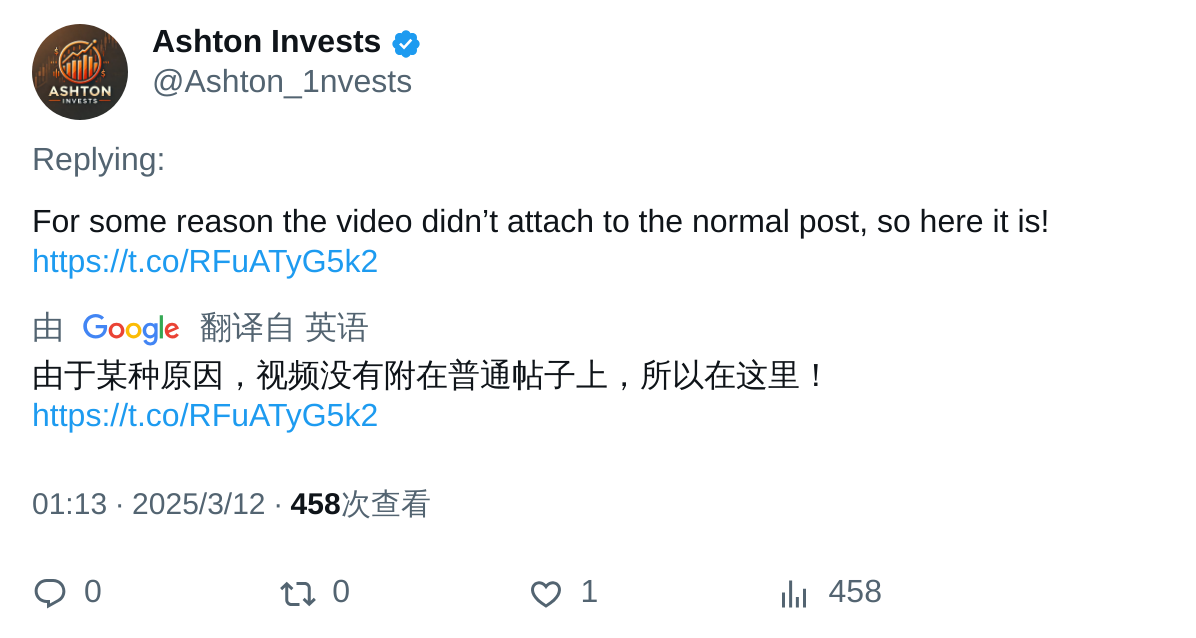 Ashton Invests
@Ashton_1nvests
ASHTON
INVESTS
Replying:
For some reason the video didn’t attach to the normal post, so here it is!
https://t.co/RFuATyG5k2
由 Google 翻译自 英语
由于某种原因，视频没有附在普通帖子上，所以在这里！
https://t.co/RFuATyG5k2
01:13 · 2025/3/12 · 458次查看
0 0 1 458